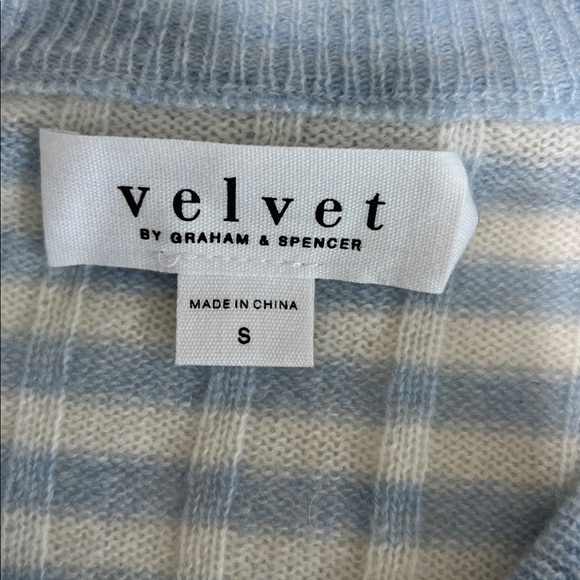 velvet
BY GRAHAM & SPENCER
MADE IN CHINA
S